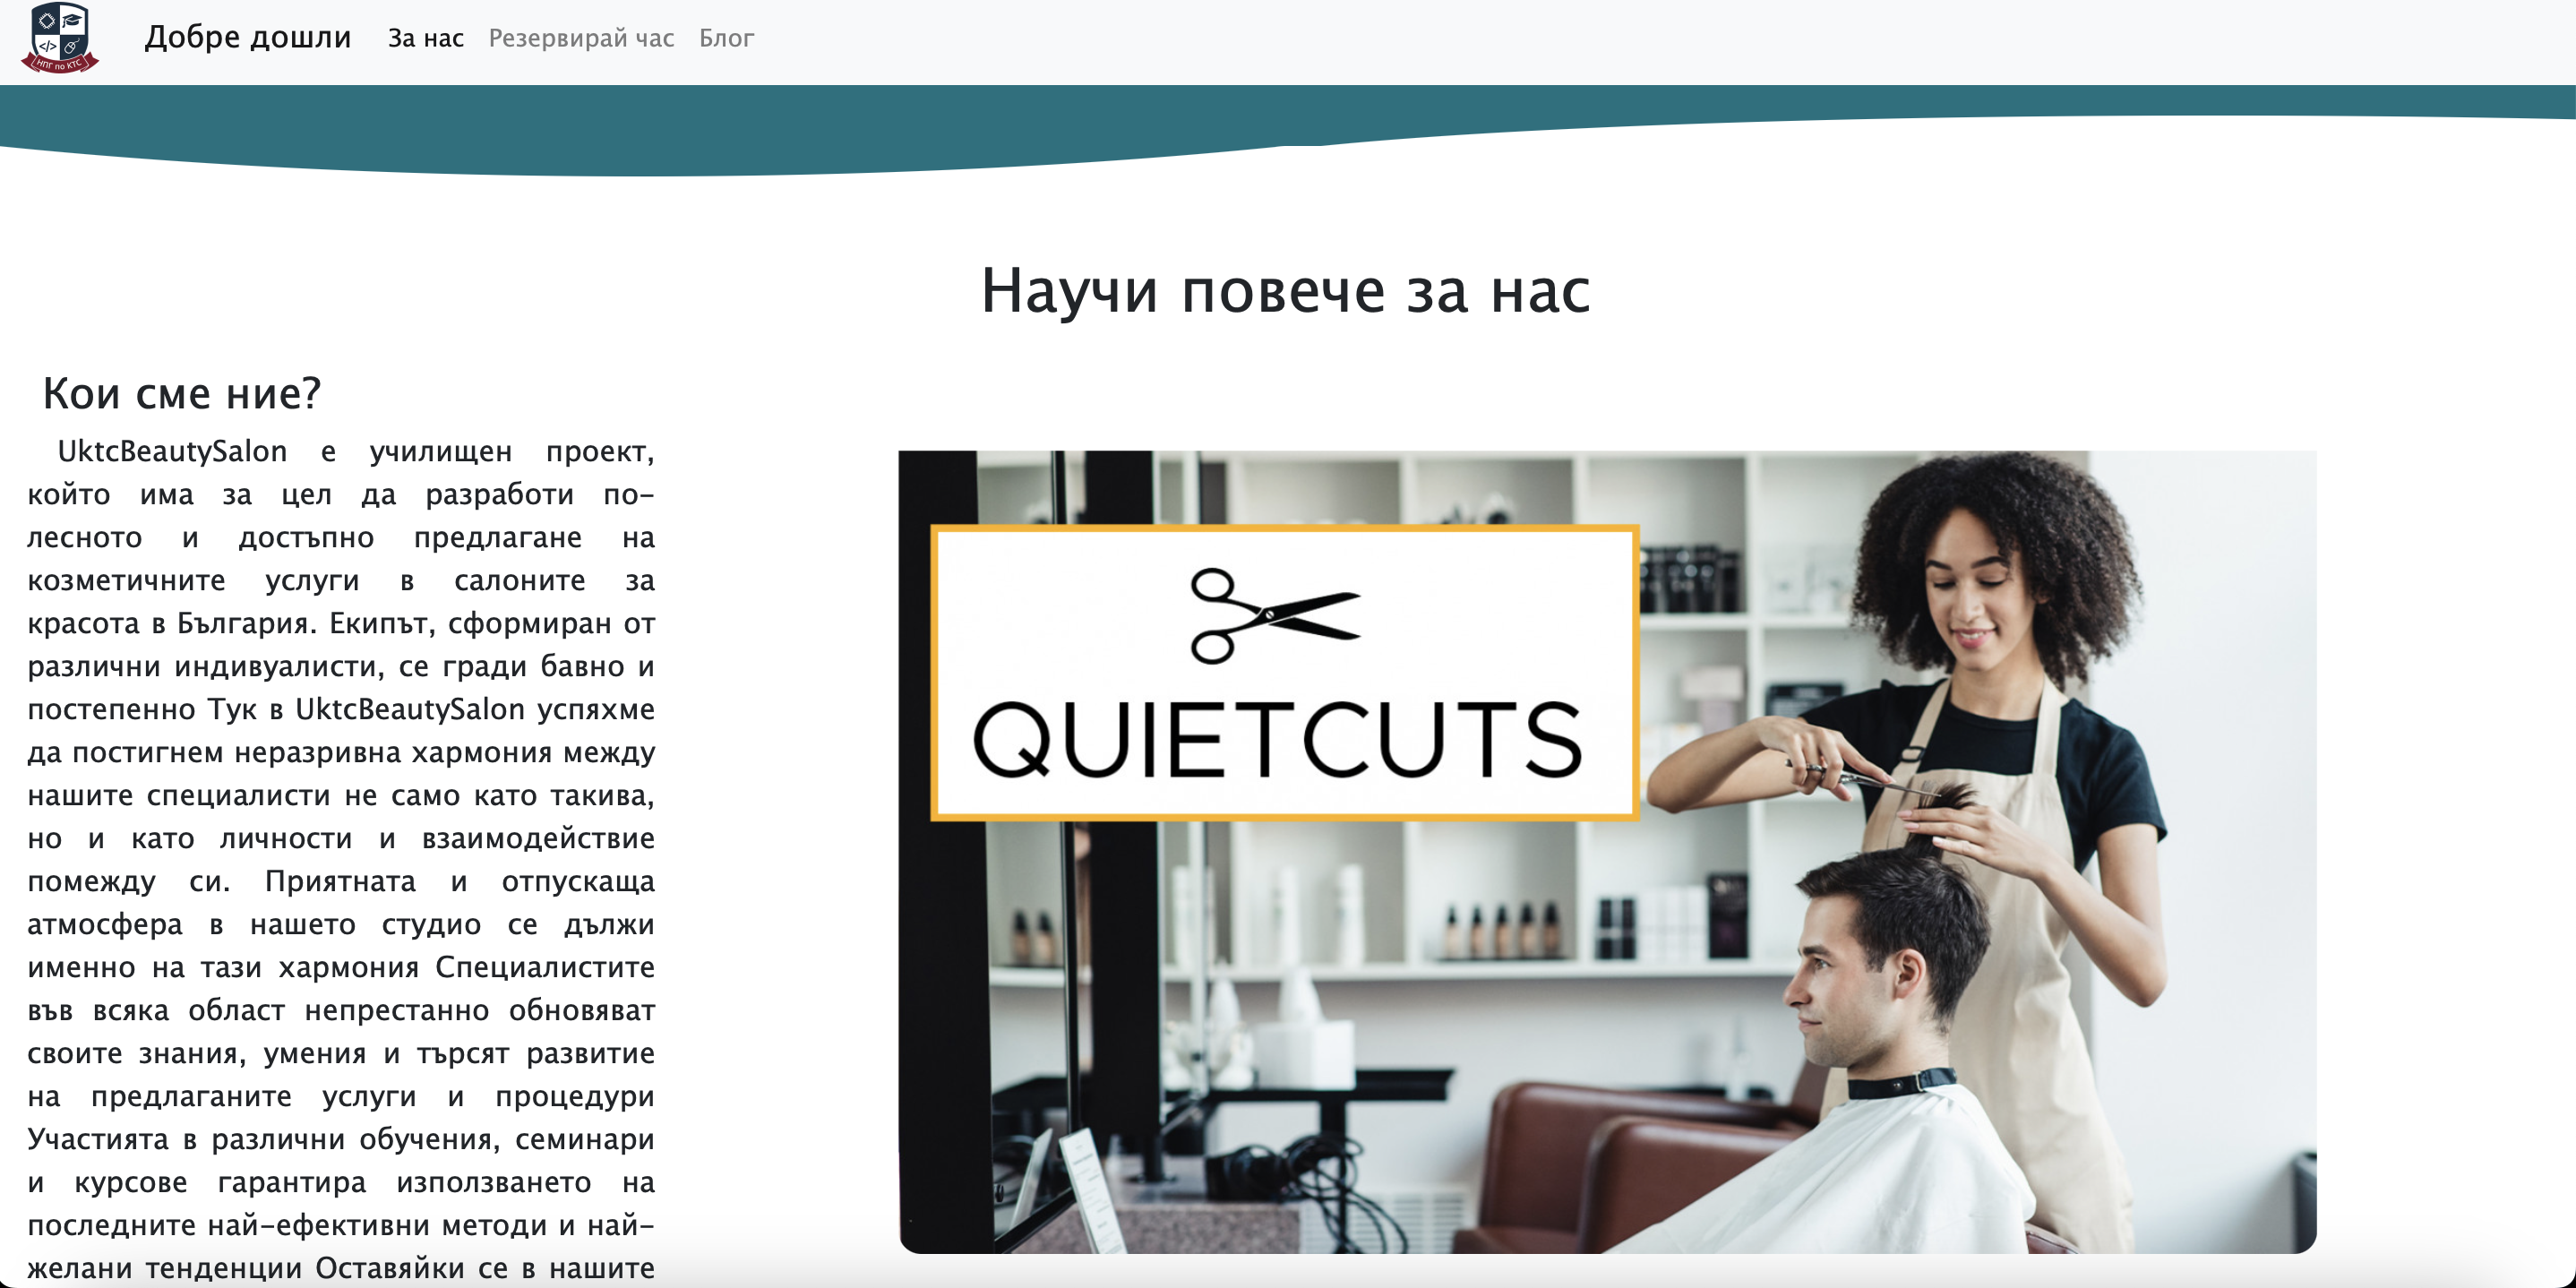 НПГ по КТС
Добре дошли
За нас
Резервирай час
Блог
Научи повече за нас
Кои сме ние?
UktcBeautySalon е училищен проект,
който има за цел да разработи по-
лесното и достъпно предлагане на
козметичните услуги в салоните за
красота в България. Екипът, сформиран от
различни индивуалисти, се гради бавно и
постепенно Тук в UktcBeautySalon успяхме
да постигнем неразривна хармония между
нашите специалисти не само като такива,
но и като личности и взаимодействие
помежду си. Приятната и отпускаща
атмосфера в нашето студио се дължи
именно на тази хармония Специалистите
във всяка област непрестанно обновяват
своите знания, умения и търсят развитие
на предлаганите услуги и процедури
Участията в различни обучения, семинари
и курсове гарантира използването на
последните най-ефективни методи и най-
желани тенденции Оставяйки се в нашите
QUIETCUTS